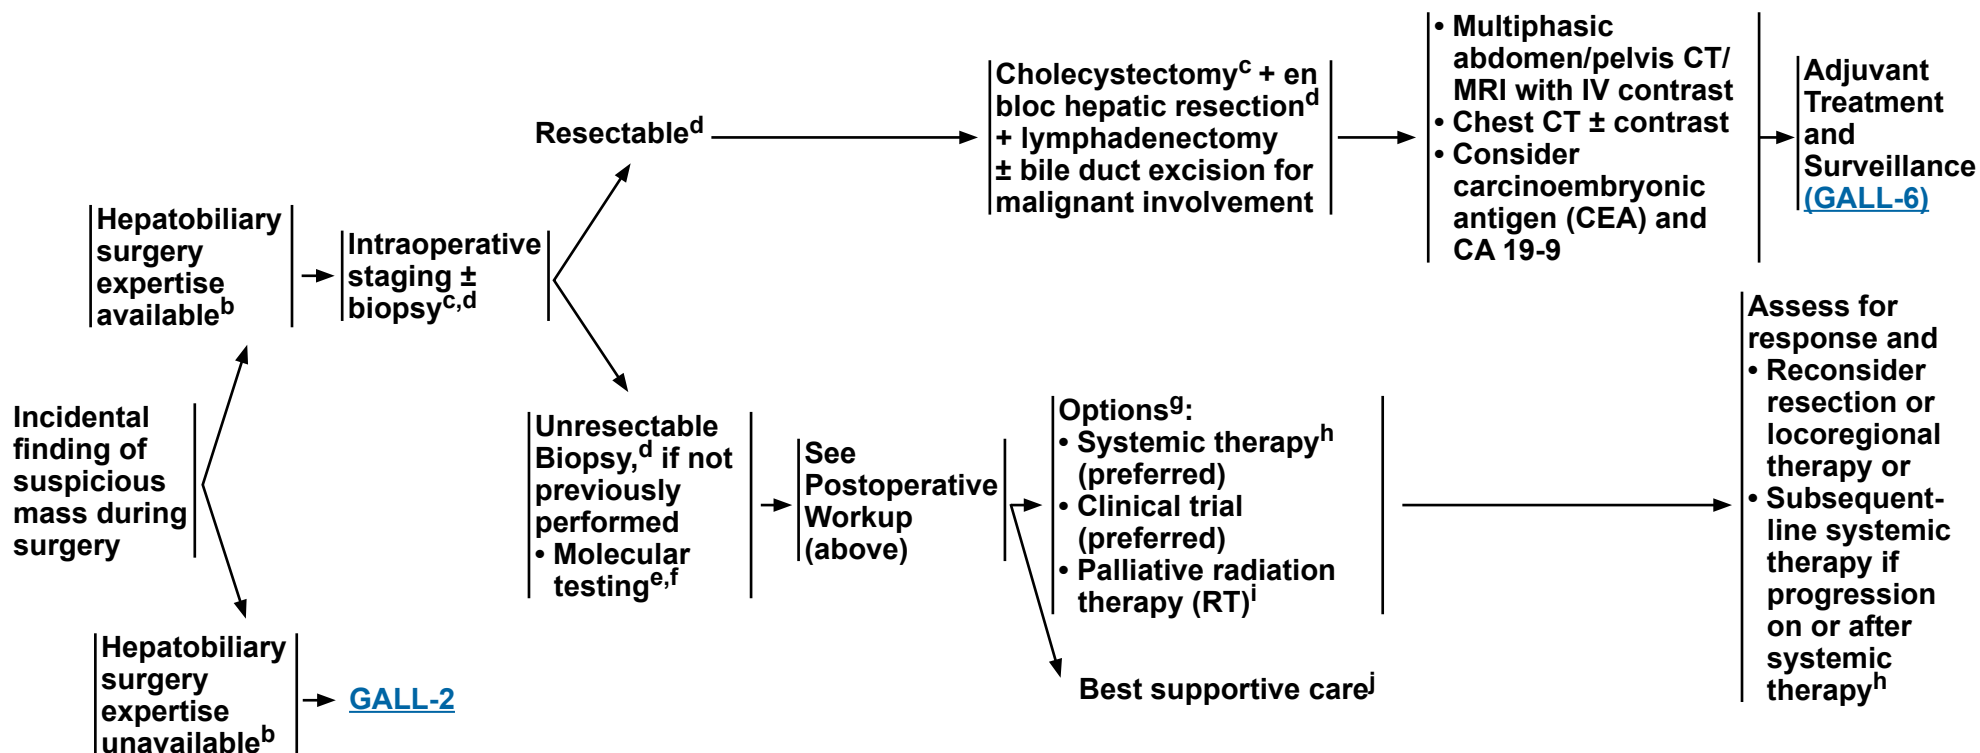 Incidental
finding of
suspicious
mass during
surgery
Hepatobiliary
surgery
expertise
availableᵇ
Intraoperative
staging ±
biopsyᶜ,ᵈ
Resectableᵈ
Cholecystectomyᶜ + en
bloc hepatic resectionᵈ
+ lymphadenectomy
± bile duct excision for
malignant involvement
• Multiphasic
abdomen/pelvis CT/
MRI with IV contrast
• Chest CT ± contrast
• Consider
carcinoembryonic
antigen (CEA) and
CA 19-9
Adjuvant
Treatment
and
Surveillance
(GALL-6)
Unresectable
Biopsy,ᵈ if not
previously
performed
• Molecular
testingᵉ,ᶠ
See
Postoperative
Workup
(above)
Optionsᵍ:
• Systemic therapyʰ
(preferred)
• Clinical trial
(preferred)
• Palliative radiation
therapy (RT)ⁱ
Best supportive careʲ
Assess for
response and
• Reconsider
resection or
locoregional
therapy or
• Subsequent-
line systemic
therapy if
progression
on or after
systemic
therapyʰ
Hepatobiliary
surgery
expertise
unavailableᵇ
GALL-2